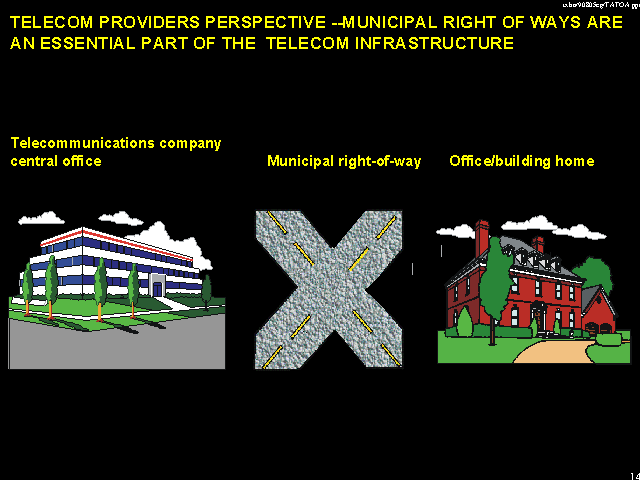 TELECOM PROVIDERS PERSPECTIVE --MUNICIPAL RIGHT OF WAYS ARE
AN ESSENTIAL PART OF THE TELECOM INFRASTRUCTURE
Telecommunications company
central office
Municipal right-of-way
Office/building home
14